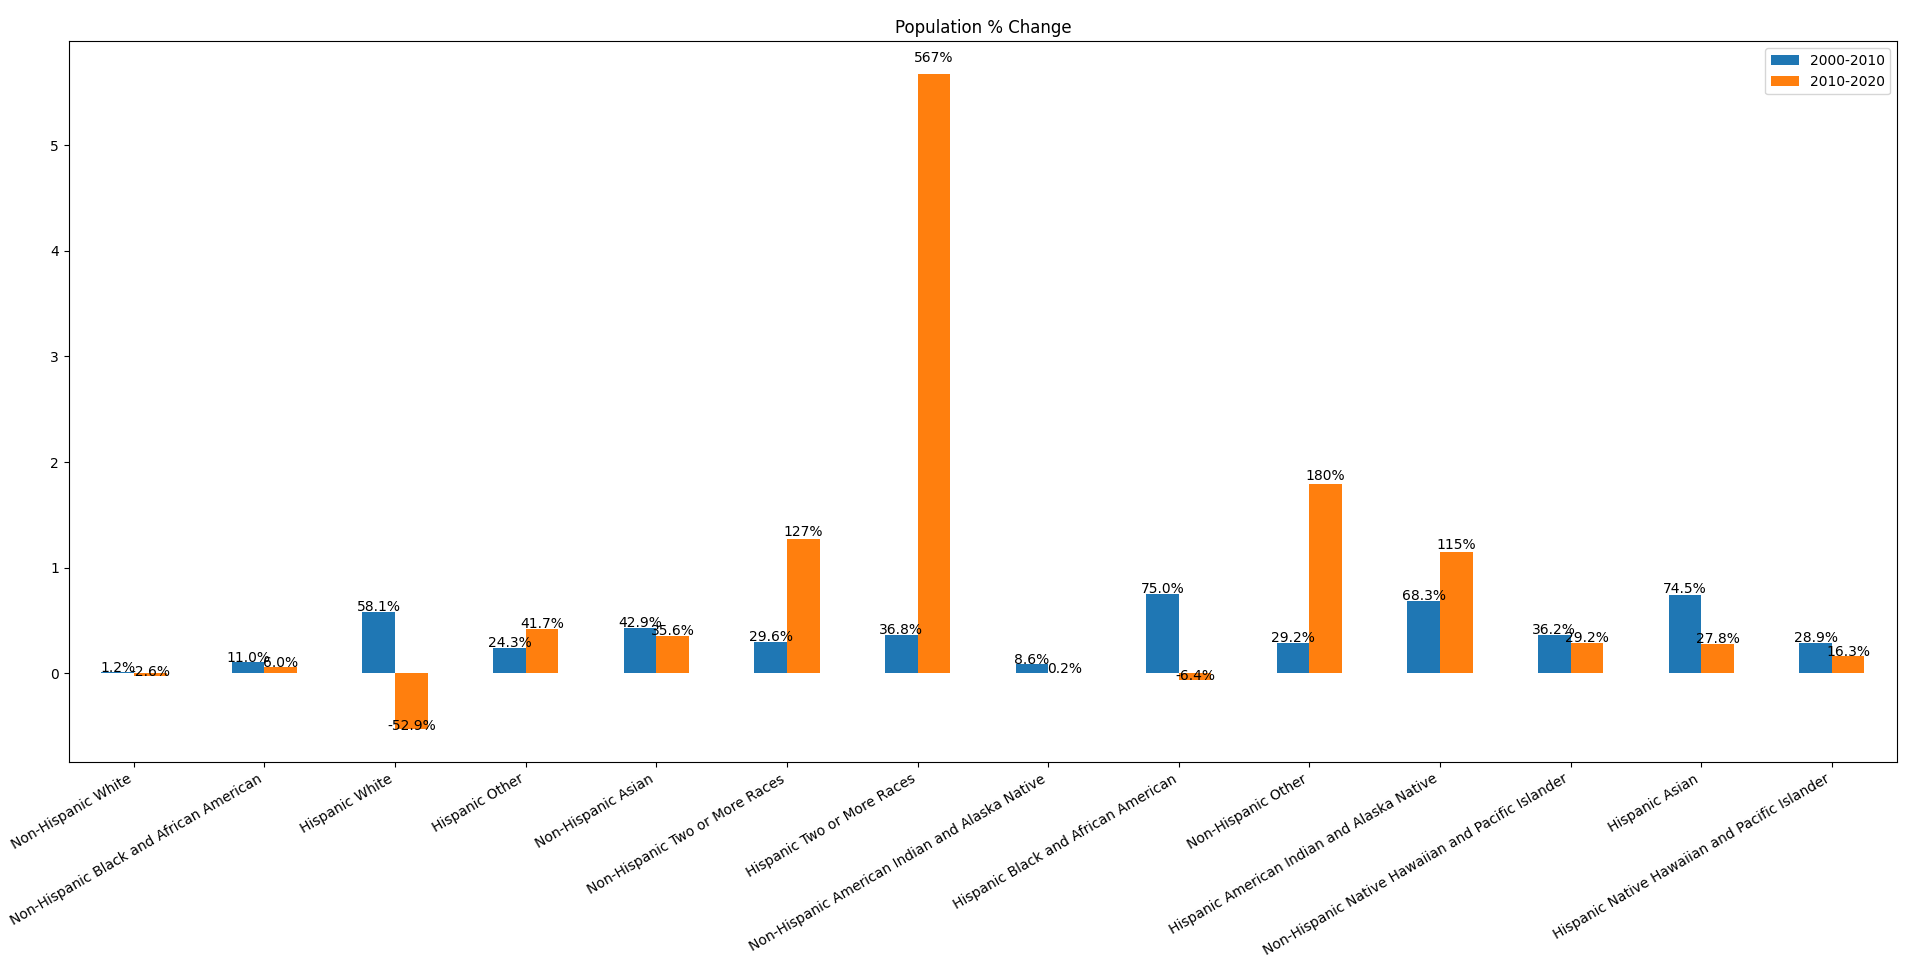 Population % Change
2000-2010
2010-2020
5
4
3
2
1
0
1.2%
-2.6%
11.0%
6.0%
58.1%
-52.9%
24.3%
41.7%
42.9%
35.6%
29.6%
127%
36.8%
567%
8.6%
0.2%
75.0%
-6.4%
29.2%
180%
68.3%
115%
36.2%
29.2%
74.5%
27.8%
28.9%
16.3%
Non-Hispanic White
Non-Hispanic Black and African American
Hispanic White
Hispanic Other
Non-Hispanic Asian
Non-Hispanic Two or More Races
Hispanic Two or More Races
Non-Hispanic American Indian and Alaska Native
Hispanic Black and African American
Non-Hispanic Other
Hispanic American Indian and Alaska Native
Non-Hispanic Native Hawaiian and Pacific Islander
Hispanic Asian
Hispanic Native Hawaiian and Pacific Islander